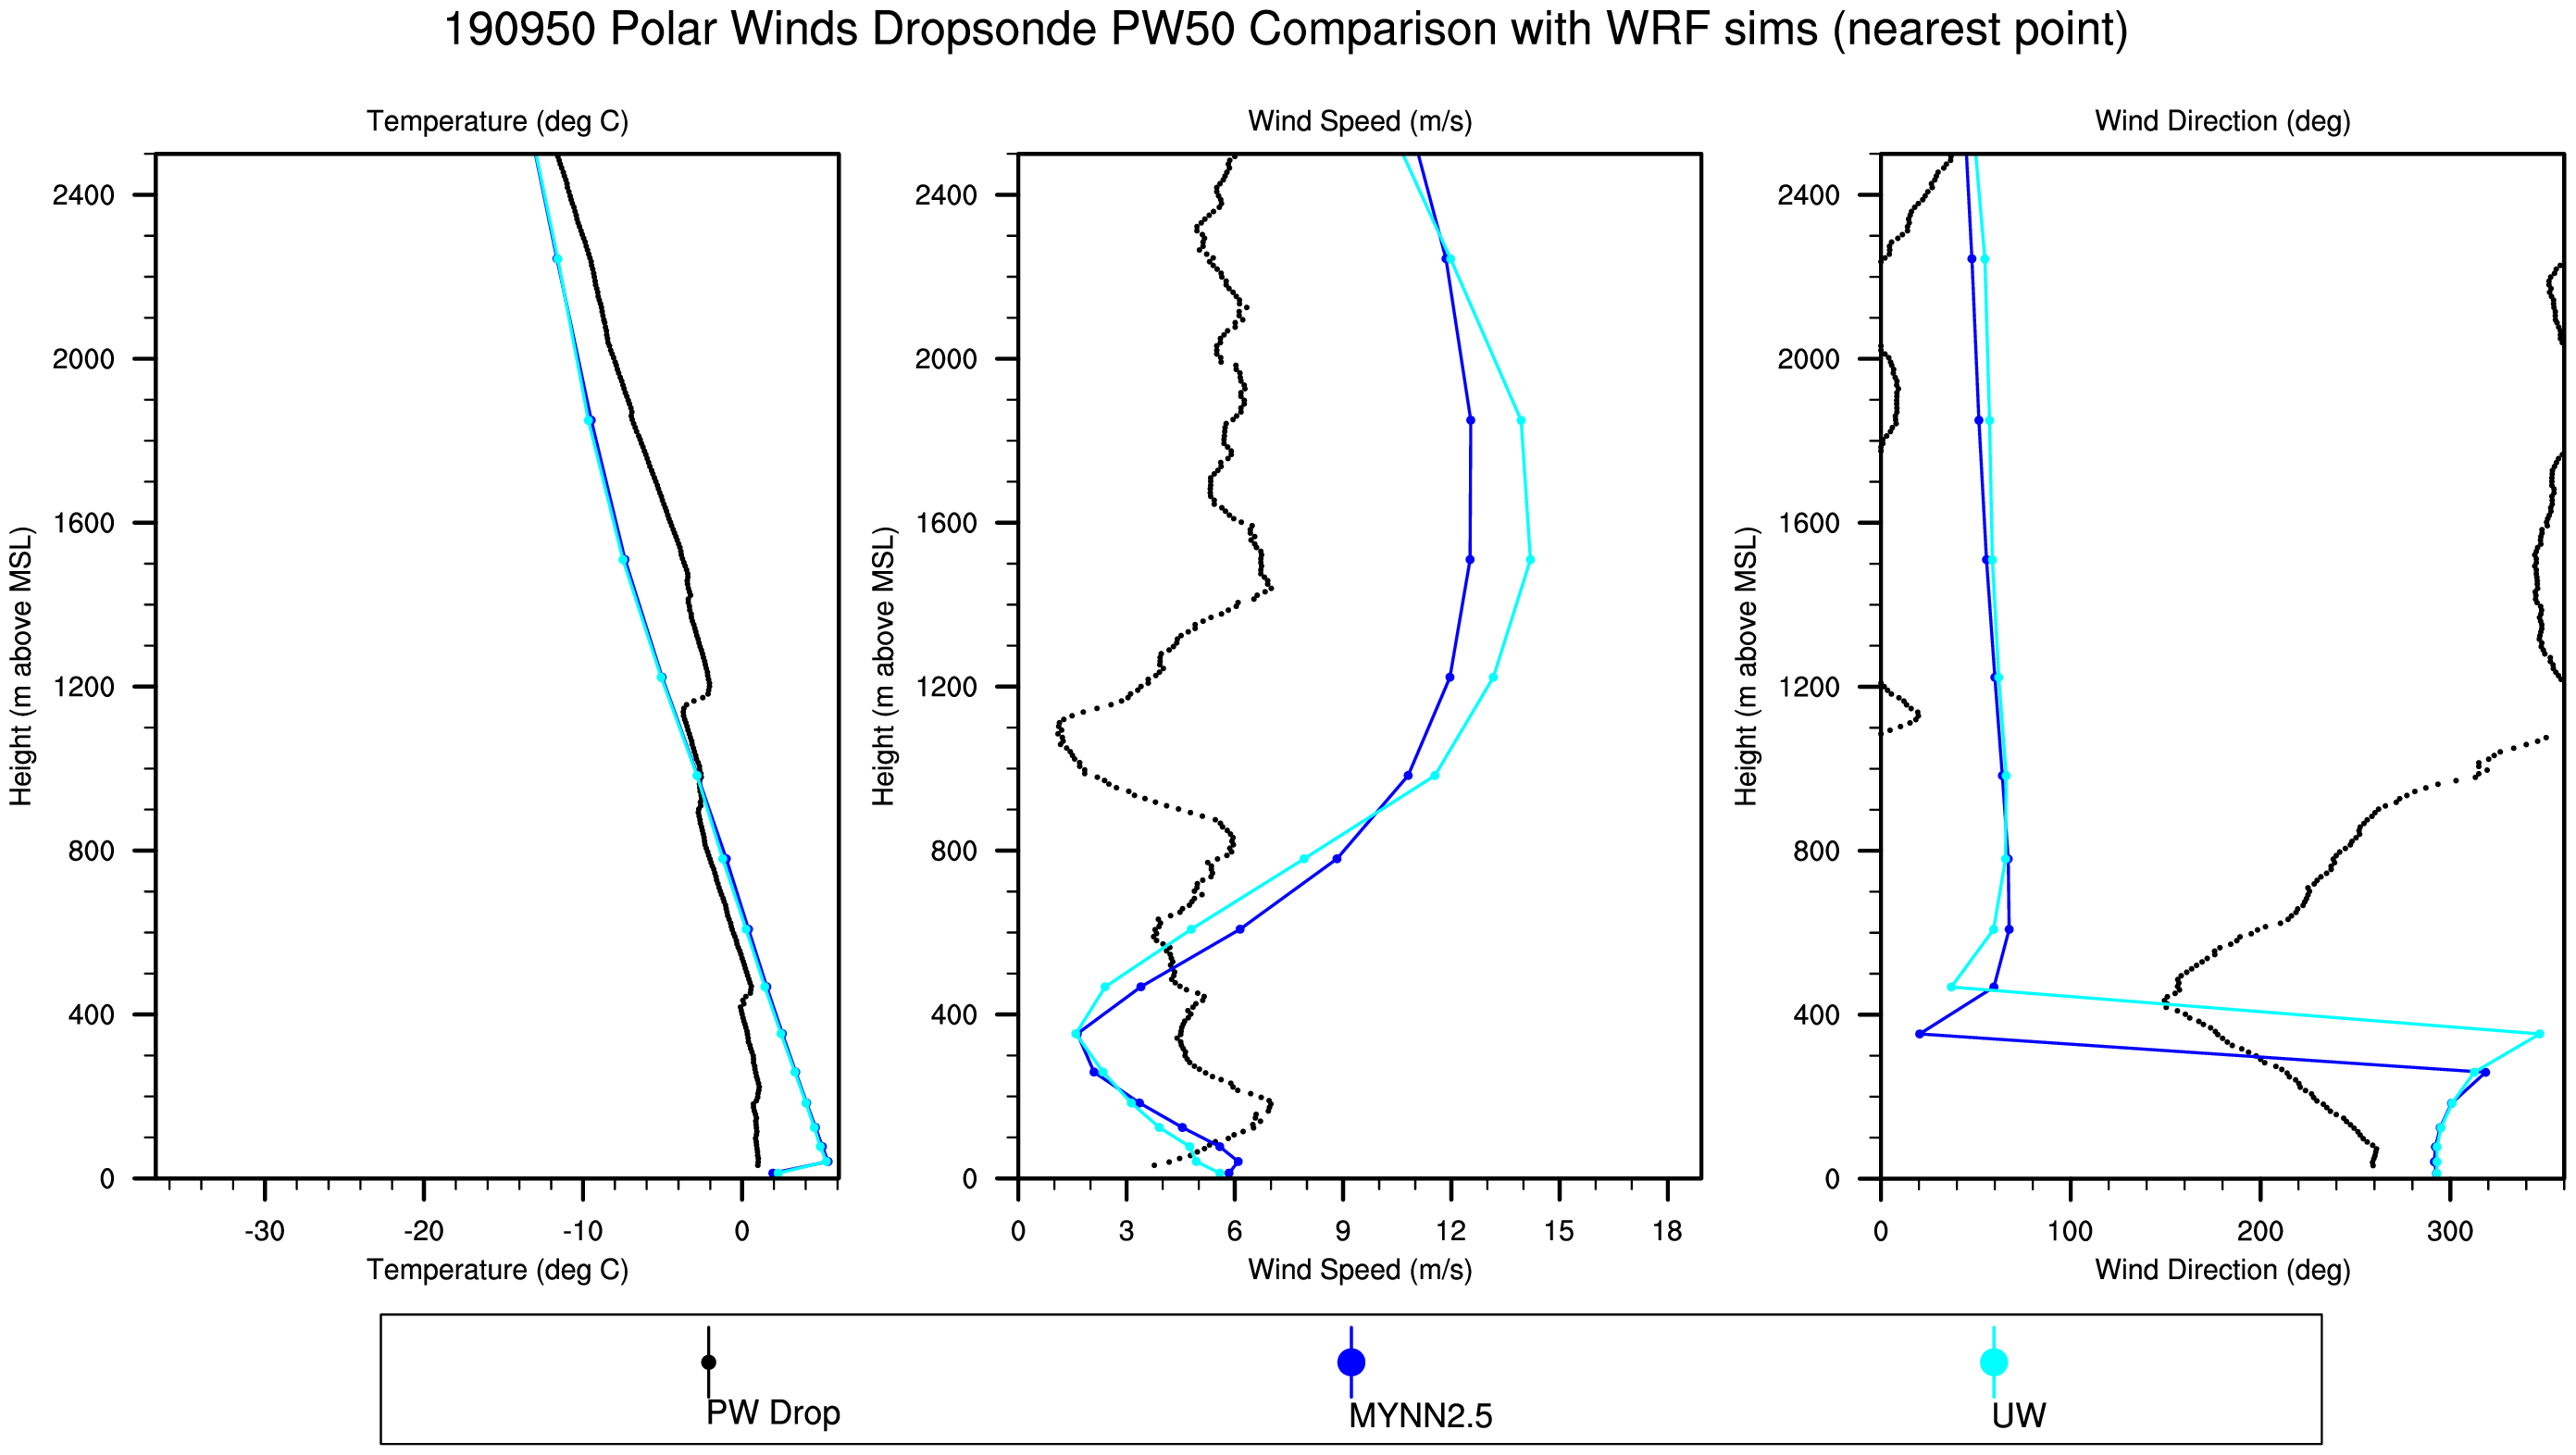 190950 Polar Winds Dropsonde PW50 Comparison with WRF sims (nearest point)
Temperature (deg C)
Height (m above MSL)
2400
2000
1600
1200
800
400
0
-30 -20 -10 0
Temperature (deg C)
Wind Speed (m/s)
Height (m above MSL)
2400
2000
1600
1200
800
400
0
0 3 6 9 12 15 18
Wind Speed (m/s)
Wind Direction (deg)
Height (m above MSL)
2400
2000
1600
1200
800
400
0
0 100 200 300
Wind Direction (deg)
PW Drop
MYNN2.5
UW